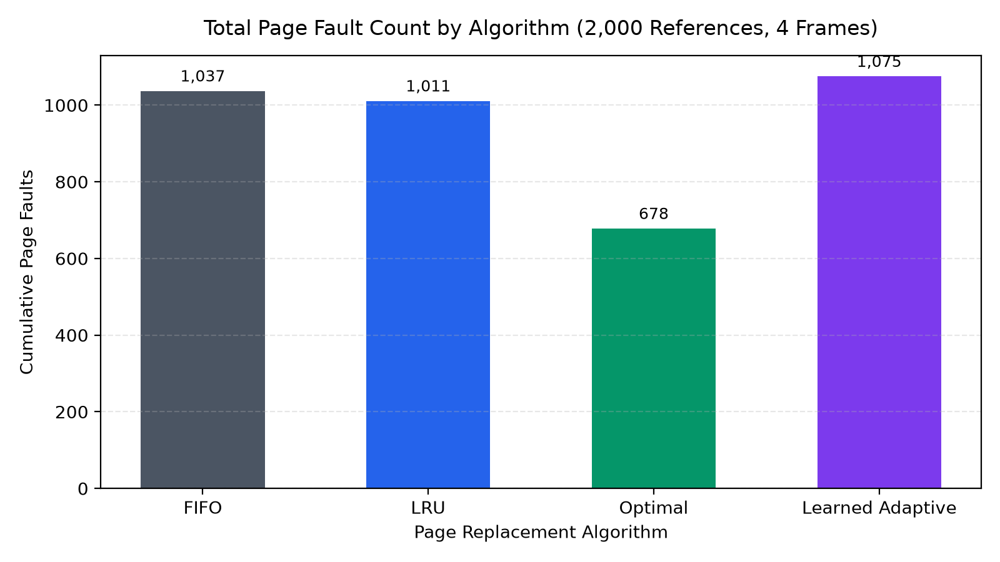 Total Page Fault Count by Algorithm (2,000 References, 4 Frames)
Cumulative Page Faults
1000
800
600
400
200
0
1,037
1,011
678
1,075
FIFO
LRU
Optimal
Learned Adaptive
Page Replacement Algorithm